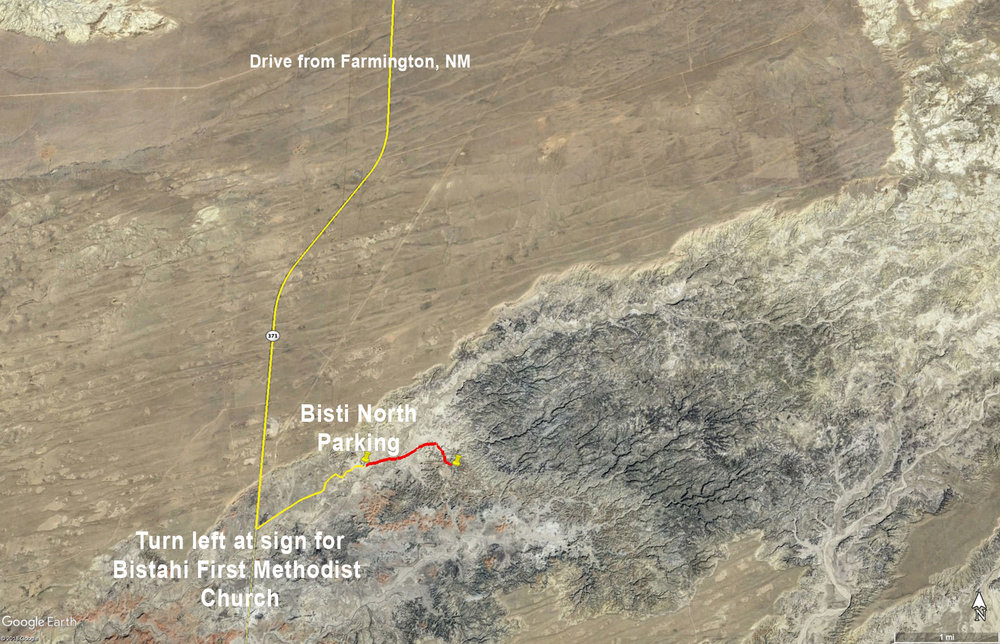 Drive from Farmington, NM
371
Bisti North
Parking
Turn left at sign for
Bistahi First Methodist
Church
Google Earth
N
1 mi